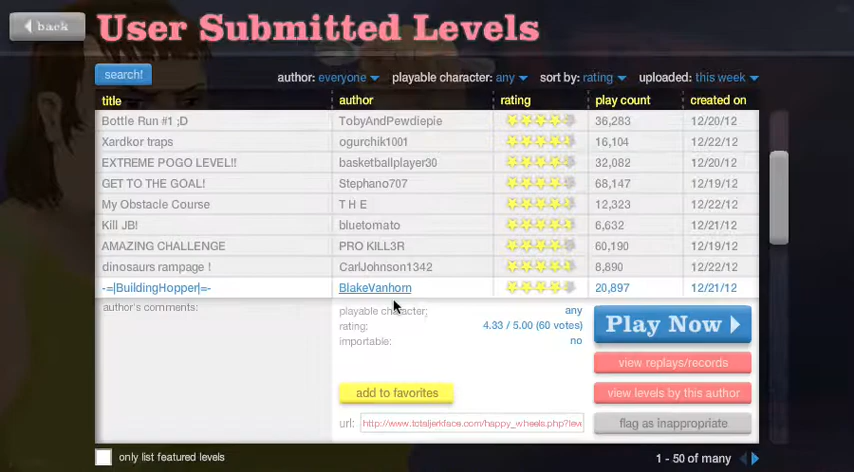 back
User Submitted Levels
search!
author: everyone playable character: any sort by: rating uploaded: this week
title author rating play count created on
Bottle Run #1 ;D TobyAndPewdiepie 36,283 12/20/12
Xardkor traps ogurchik1001 16,104 12/22/12
EXTREME POGO LEVEL!! basketballplayer30 32,082 12/20/12
GET TO THE GOAL! Stephano707 68,147 12/19/12
My Obstacle Course T H E 12,323 12/22/12
Kill JB! bluetomato 6,632 12/21/12
AMAZING CHALLENGE PRO KILL3R 60,190 12/19/12
dinosaurs rampage ! CarlJohnson1342 8,890 12/22/12
-=|BuildingHopper|=- BlakeVanhorn 20,897 12/21/12
author's comments:
playable character: any
rating: 4.33 / 5.00 (60 votes)
importable: no
Play Now
view replays/records
add to favorites
view levels by this author
url: http://www.totaljerkface.com/happy_wheels.php?lev
flag as inappropriate
only list featured levels
1 - 50 of many